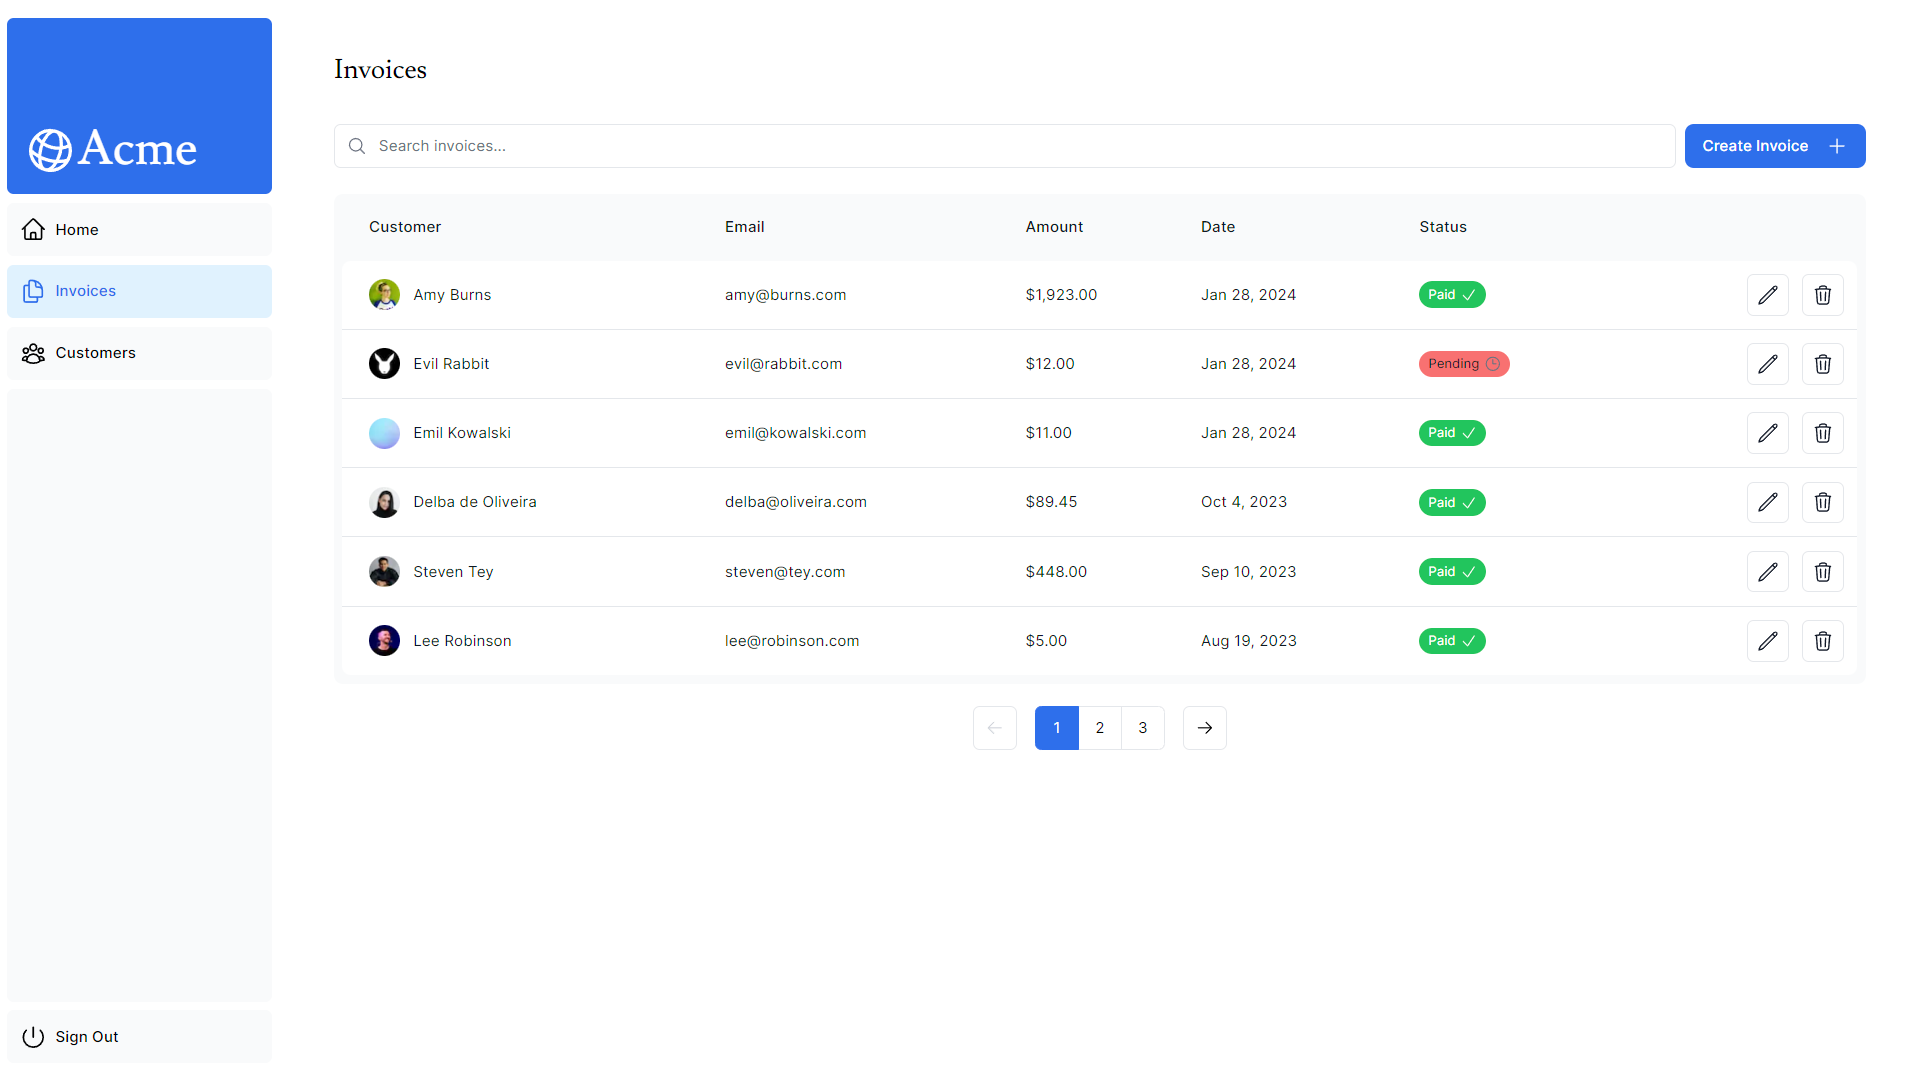 Acme
Home
Invoices
Customers
Sign Out
Invoices
Search invoices...
Create Invoice
Customer Email Amount Date Status
Amy Burns amy@burns.com $1,923.00 Jan 28, 2024 Paid
Evil Rabbit evil@rabbit.com $12.00 Jan 28, 2024 Pending
Emil Kowalski emil@kowalski.com $11.00 Jan 28, 2024 Paid
Delba de Oliveira delba@oliveira.com $89.45 Oct 4, 2023 Paid
Steven Tey steven@tey.com $448.00 Sep 10, 2023 Paid
Lee Robinson lee@robinson.com $5.00 Aug 19, 2023 Paid
1 2 3